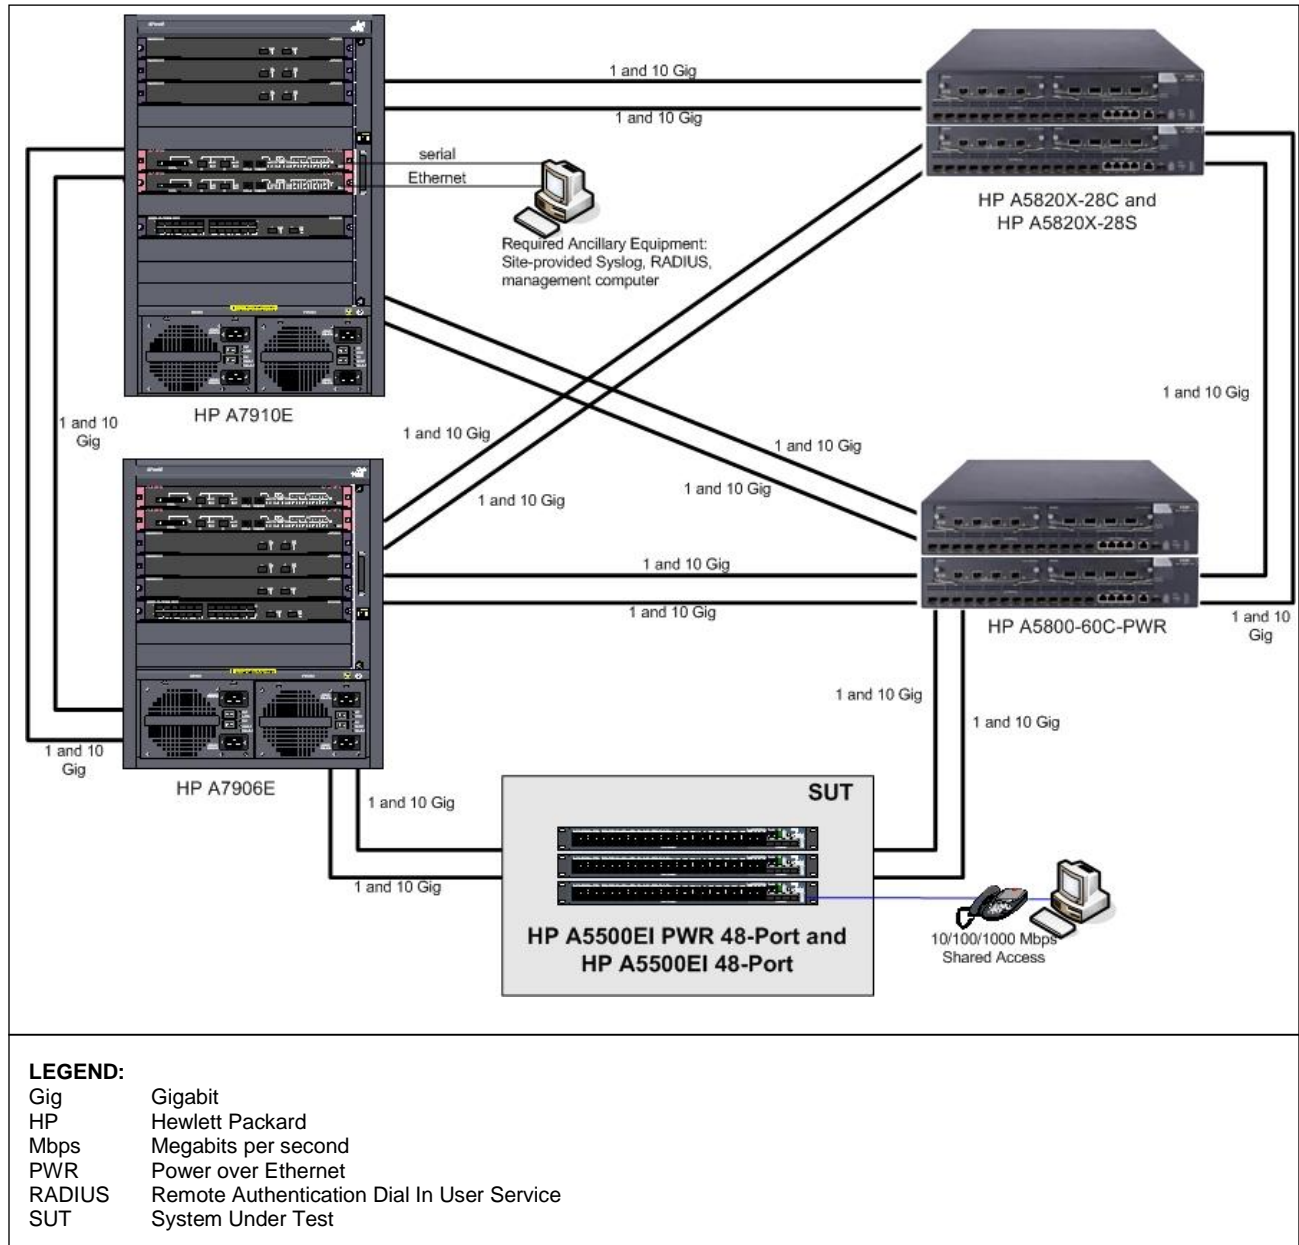 1 and 10 Gig
1 and 10 Gig
serial
Ethernet
Required Ancillary Equipment:
Site-provided Syslog, RADIUS,
management computer
HP A5820X-28C and
HP A5820X-28S
HP A7910E
1 and 10
Gig
1 and 10 Gig
1 and 10 Gig
1 and 10 Gig
1 and 10 Gig
1 and 10 Gig
1 and 10 Gig
1 and 10 Gig
HP A5800-60C-PWR
1 and 10
Gig
1 and 10 Gig
1 and 10 Gig
1 and 10
Gig
HP A7906E
1 and 10 Gig
1 and 10 Gig
SUT
HP A5500EI PWR 48-Port and
HP A5500EI 48-Port
10/100/1000 Mbps
Shared Access
LEGEND:
Gig Gigabit
HP Hewlett Packard
Mbps Megabits per second
PWR Power over Ethernet
RADIUS Remote Authentication Dial In User Service
SUT System Under Test